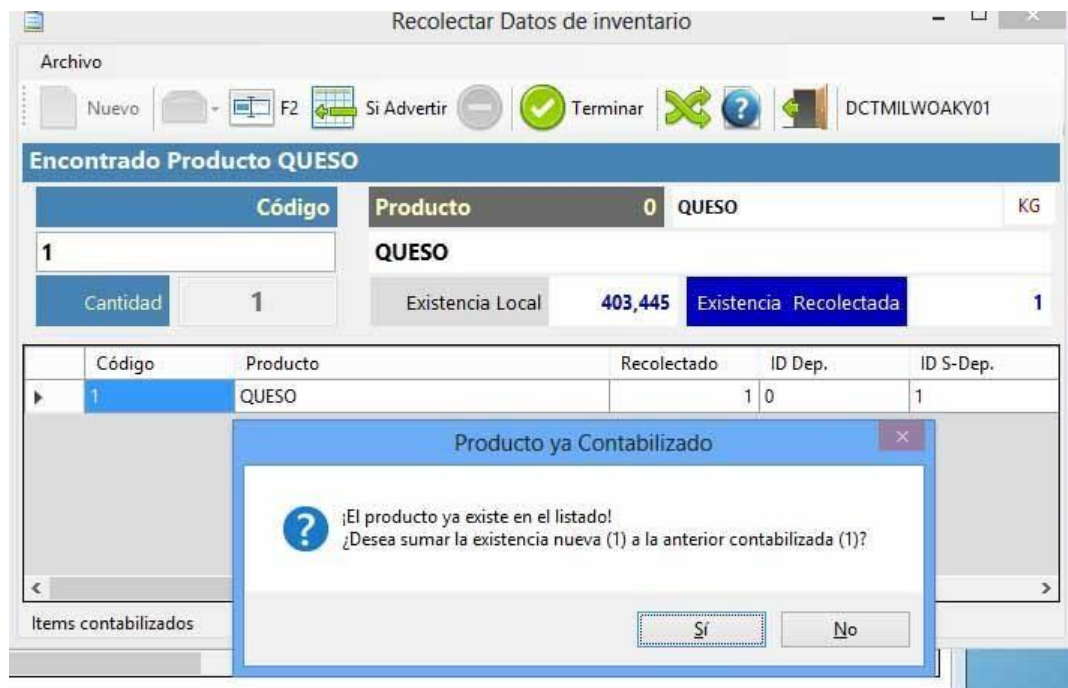 Recolectar Datos de inventario
Archivo
Nuevo F2 Si Advertir Terminar DCTMILWOAKY01
Encontrado Producto QUESO
Código Producto 0 QUESO KG
1 QUESO
Cantidad 1 Existencia Local 403,445 Existencia Recolectada 1
Código Producto Recolectado ID Dep. ID S-Dep.
1 QUESO 1 0 1
Producto ya Contabilizado
¡El producto ya existe en el listado!
¿Desea sumar la existencia nueva (1) a la anterior contabilizada (1)?
Items contabilizados
Sí No